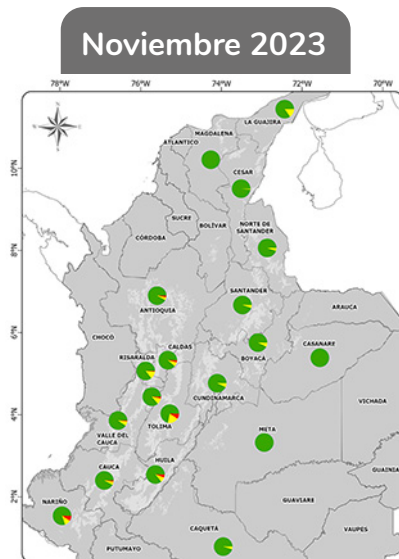 Noviembre 2023
78°W 76°W 74°W 72°W 70°W
LA GUAJIRA
MAGDALENA
ATLANTICO
10°N
CESAR
SUCRE
BOLÍVAR
NORTE DE
SANTANDER
CÓRDOBA
8°N
SANTANDER
ANTIOQUIA
ARAUCA
6°N
CHOCÓ
CALDAS
RISARALDA
BOYACÁ
CASANARE
CUNDINAMARCA
VICHADA
4°N
VALLE DEL
CAUCA
TOLIMA
META
HUILA
CAUCA
GUAINIA
2°N
NARIÑO
GUAVIARE
CAQUETÁ
VAUPES
PUTUMAYO